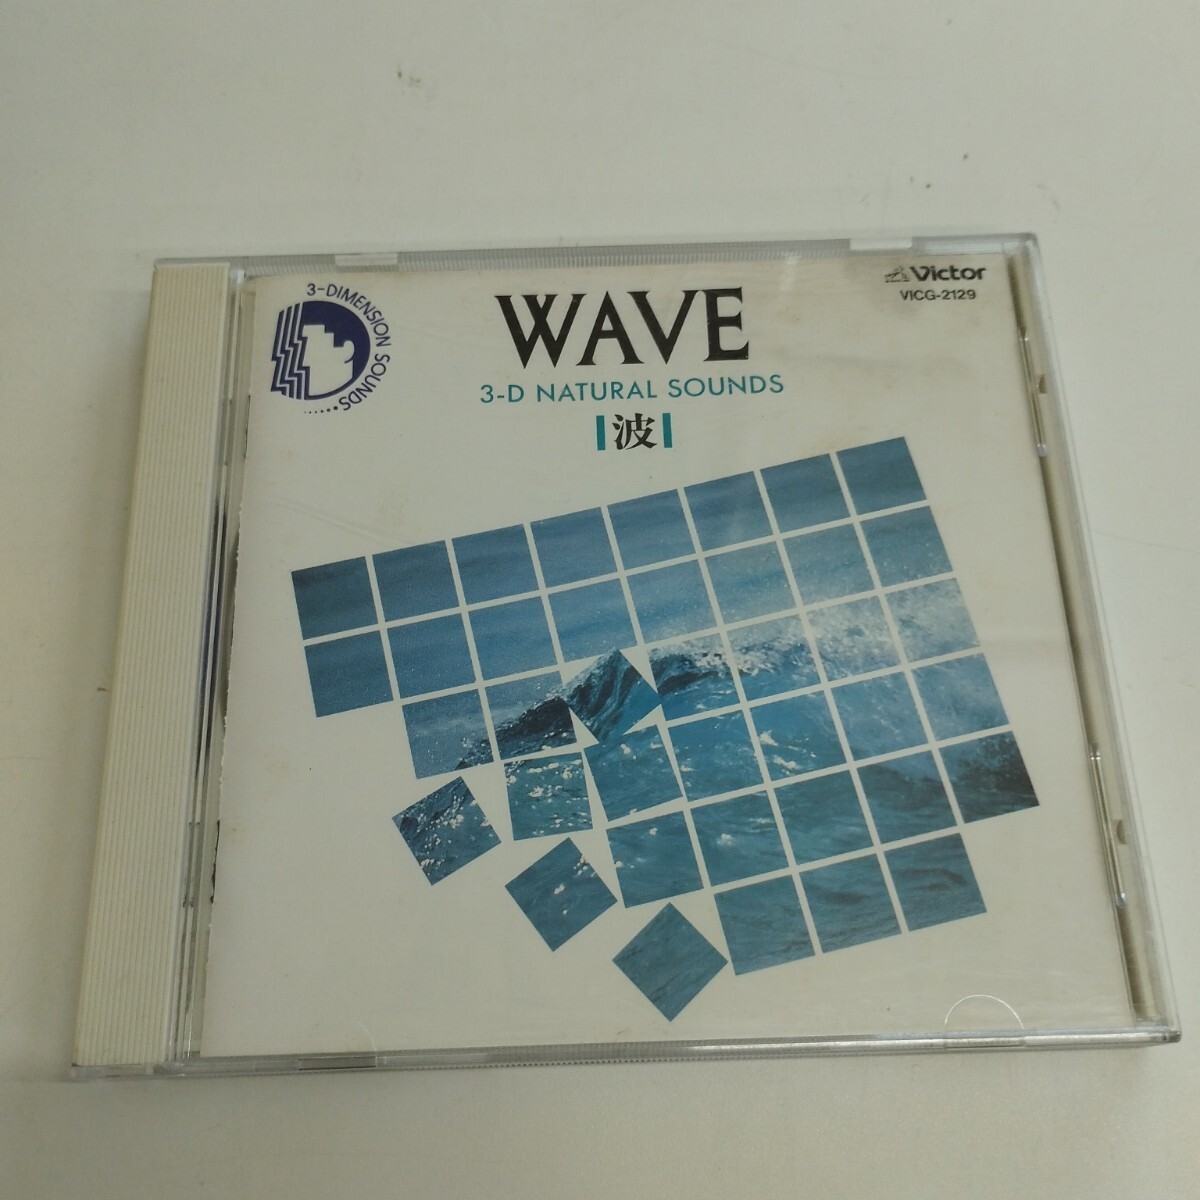 3-DIMENSION SOUNDS......
WAVE
3-D NATURAL SOUNDS
波
Victor
VICG-2129